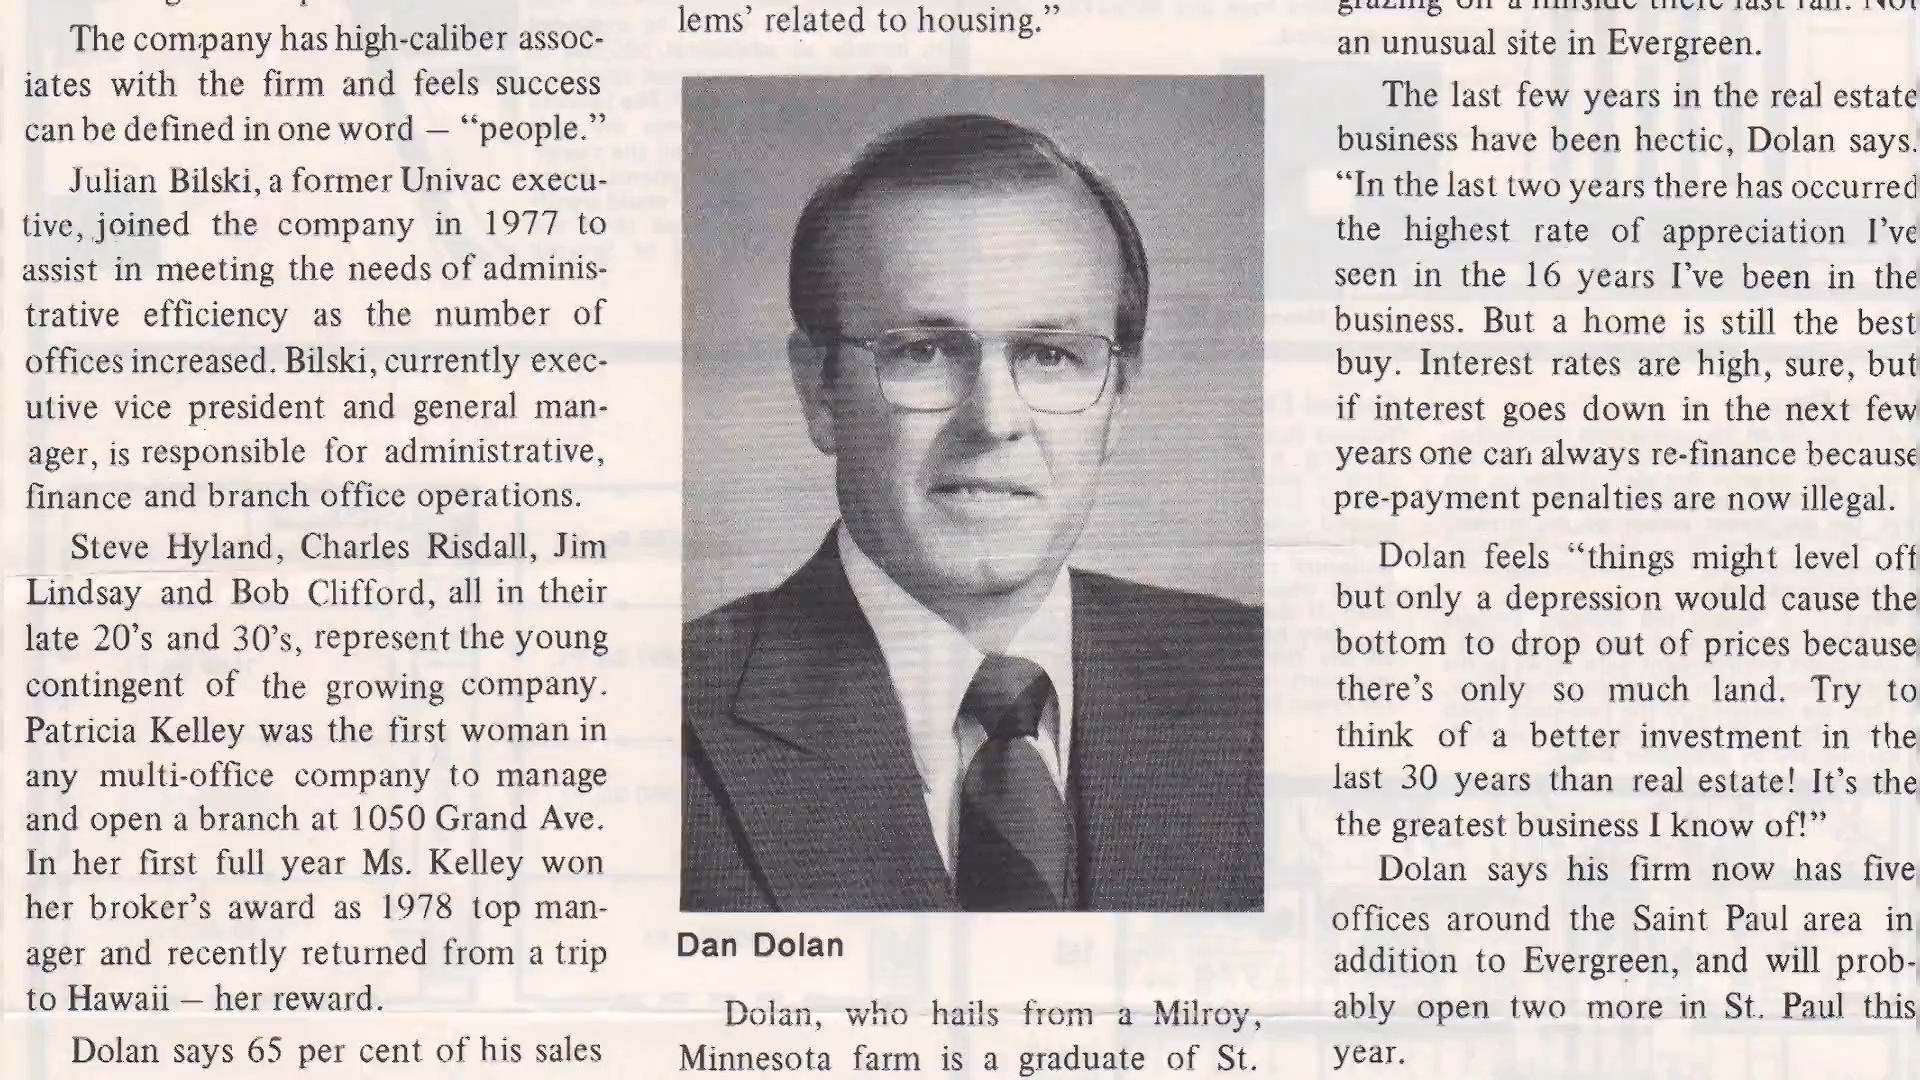 The company has high-caliber assoc-
iates with the firm and feels success
can be defined in one word — “people.”
Julian Bilski, a former Univac execu-
tive, joined the company in 1977 to
assist in meeting the needs of adminis-
trative efficiency as the number of
offices increased. Bilski, currently exec-
utive vice president and general man-
ager, is responsible for administrative,
finance and branch office operations.
Steve Hyland, Charles Risdall, Jim
Lindsay and Bob Clifford, all in their
late 20’s and 30’s, represent the young
contingent of the growing company.
Patricia Kelley was the first woman in
any multi-office company to manage
and open a branch at 1050 Grand Ave.
In her first full year Ms. Kelley won
her broker’s award as 1978 top man-
ager and recently returned from a trip
to Hawaii — her reward.
Dolan says 65 per cent of his sales
lems’ related to housing.”
Dan Dolan
Dolan, who hails from a Milroy,
Minnesota farm is a graduate of St.
grazing on a hillside there last fall. Not
an unusual site in Evergreen.
The last few years in the real estate
business have been hectic, Dolan says.
“In the last two years there has occurred
the highest rate of appreciation I’ve
seen in the 16 years I’ve been in the
business. But a home is still the best
buy. Interest rates are high, sure, but
if interest goes down in the next few
years one can always re-finance because
pre-payment penalties are now illegal.
Dolan feels “things might level off
but only a depression would cause the
bottom to drop out of prices because
there’s only so much land. Try to
think of a better investment in the
last 30 years than real estate! It’s the
the greatest business I know of!”
Dolan says his firm now has five
offices around the Saint Paul area in
addition to Evergreen, and will prob-
ably open two more in St. Paul this
year.